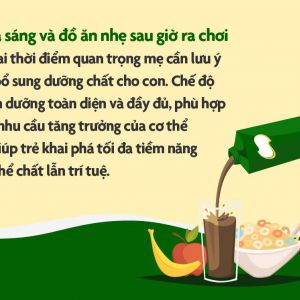 sáng và đồ ăn nhẹ sau giờ ra chơi
ai thời điểm quan trọng mẹ cần lưu ý
ổ sung dưỡng chất cho con. Chế độ
dưỡng toàn diện và đầy đủ, phù hợp
nhu cầu tăng trưởng của cơ thể
iúp trẻ khai phá tối đa tiềm năng
hể chất lẫn trí tuệ.